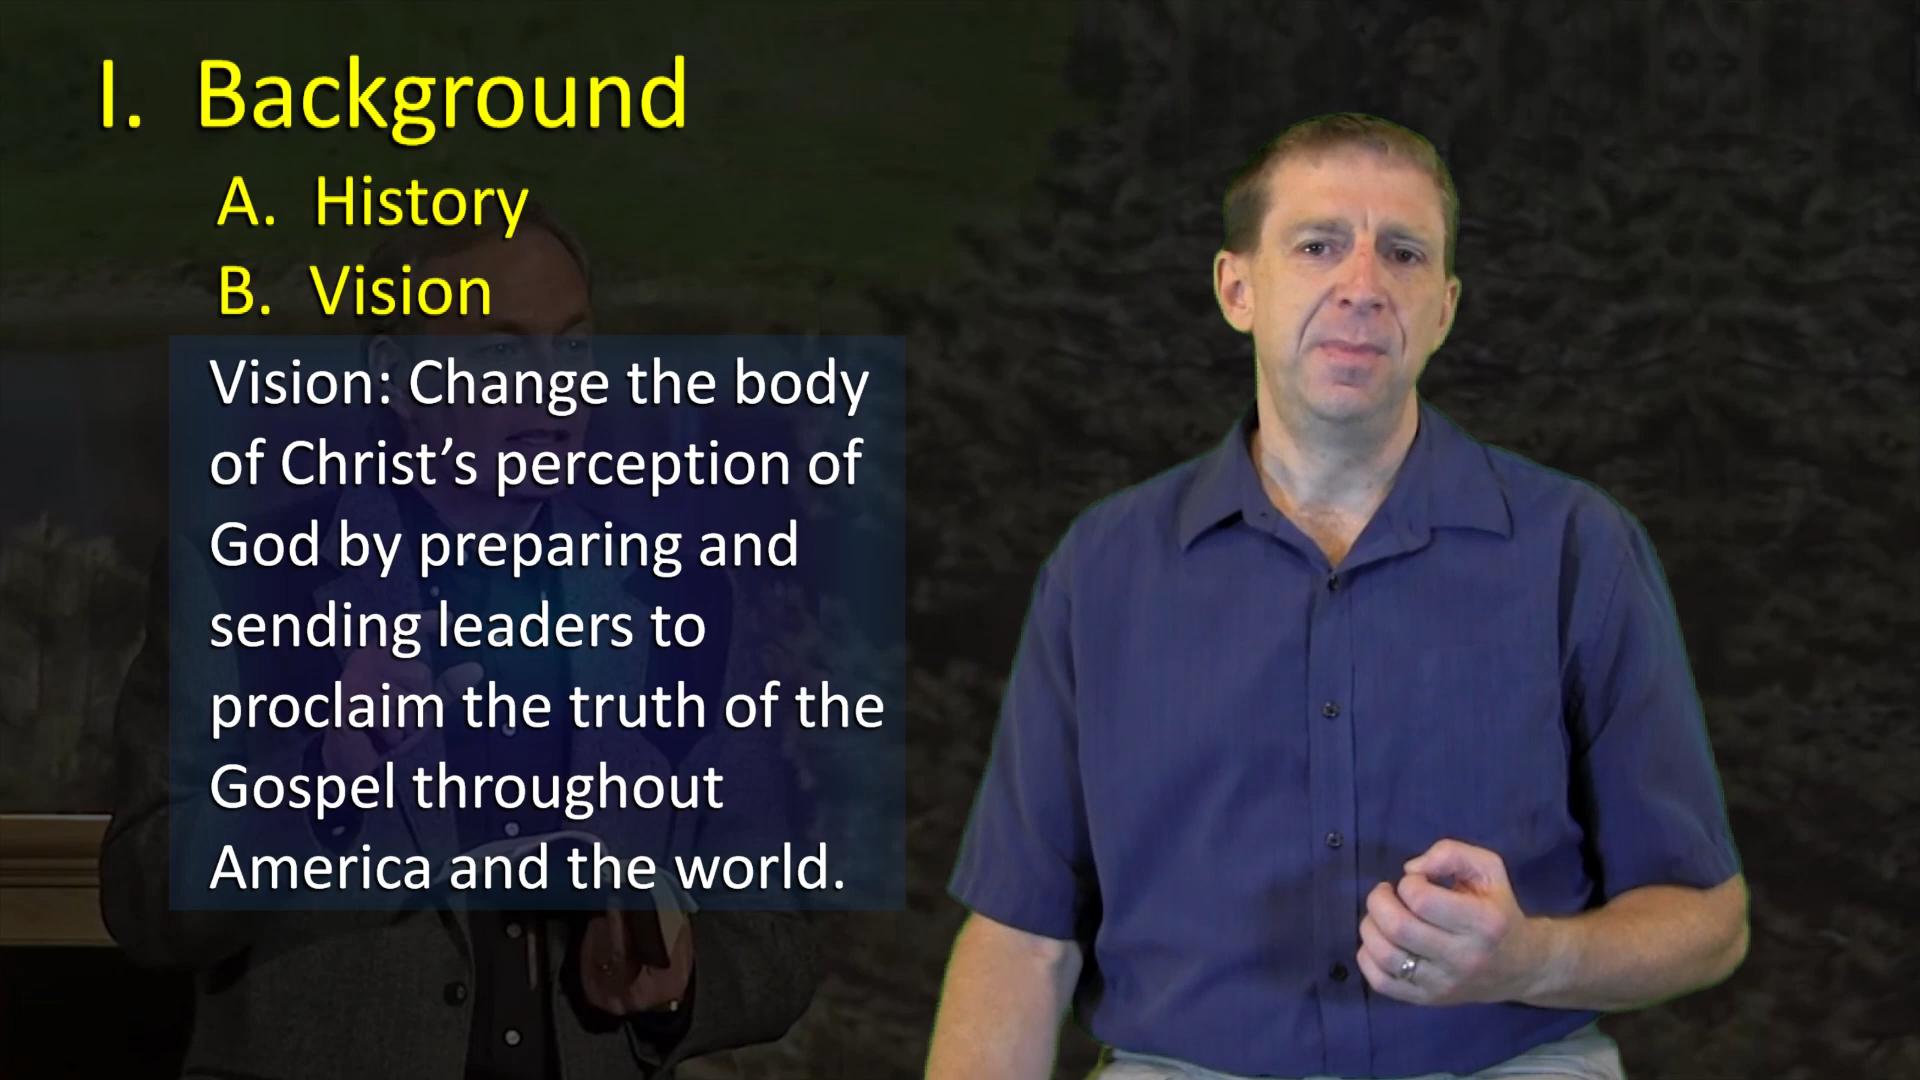 I. Background
A. History
B. Vision
Vision: Change the body
of Christ’s perception of
God by preparing and
sending leaders to
proclaim the truth of the
Gospel throughout
America and the world.